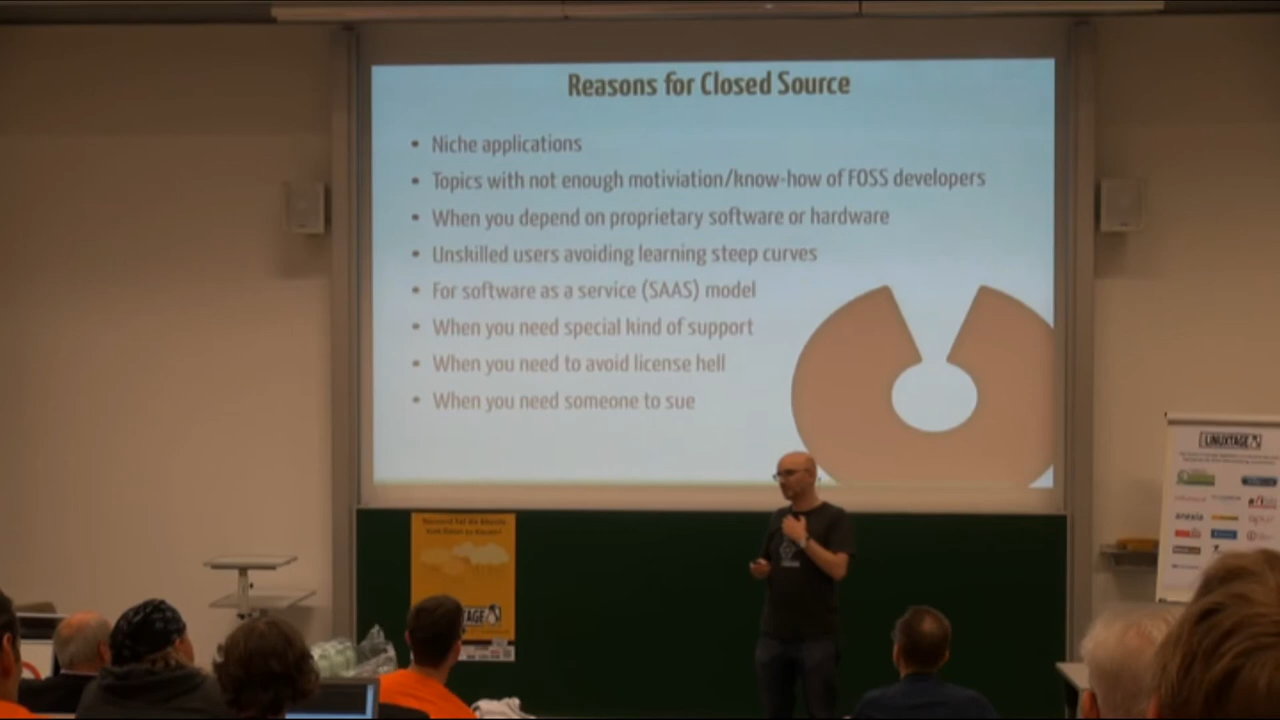 Reasons for Closed Source
• Niche applications
• Topics with not enough motiviation/know-how of FOSS developers
• When you depend on proprietary software or hardware
• Unskilled users avoiding learning steep curves
• For software as a service (SAAS) model
• When you need special kind of support
• When you need to avoid license hell
• When you need someone to sue
LINUXTAGE
anexia
TAGE